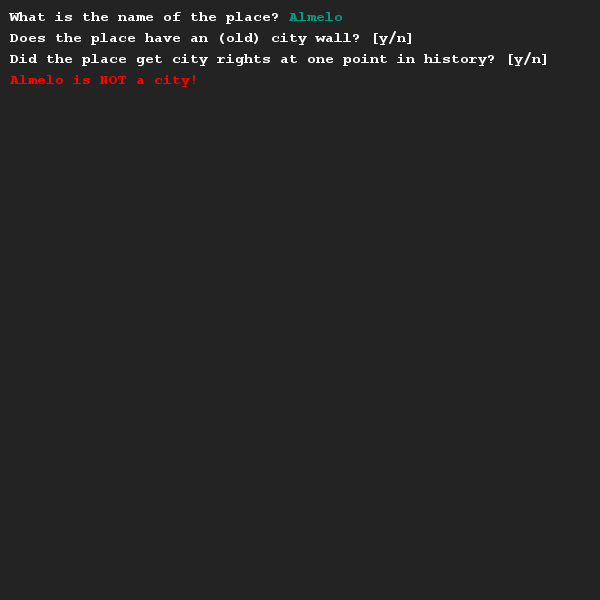 What is the name of the place? Almelo
Does the place have an (old) city wall? [y/n]
Did the place get city rights at one point in history? [y/n]
Almelo is NOT a city!